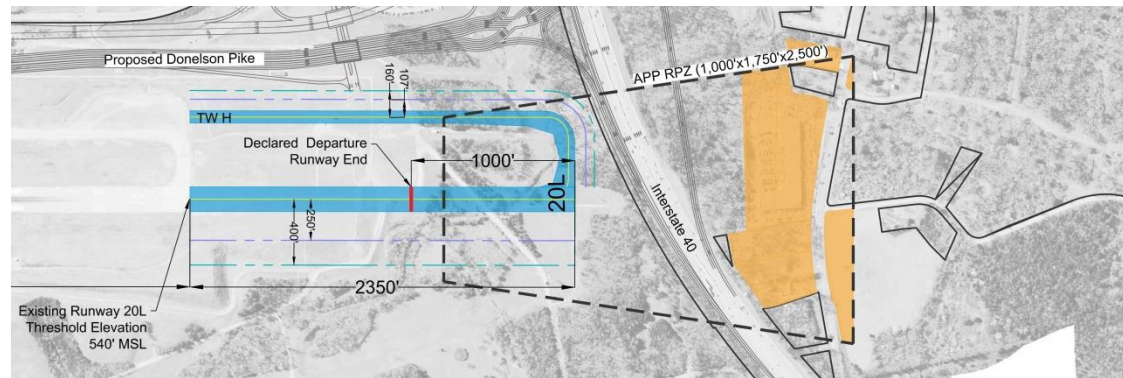 Proposed Donelson Pike
APP RPZ (1,000'x1,750'x2,500')
160'
107'
TW H
Declared Departure
Runway End
1000'
20L
Interstate 40
400'
250'
2350'
Existing Runway 20L
Threshold Elevation
540' MSL